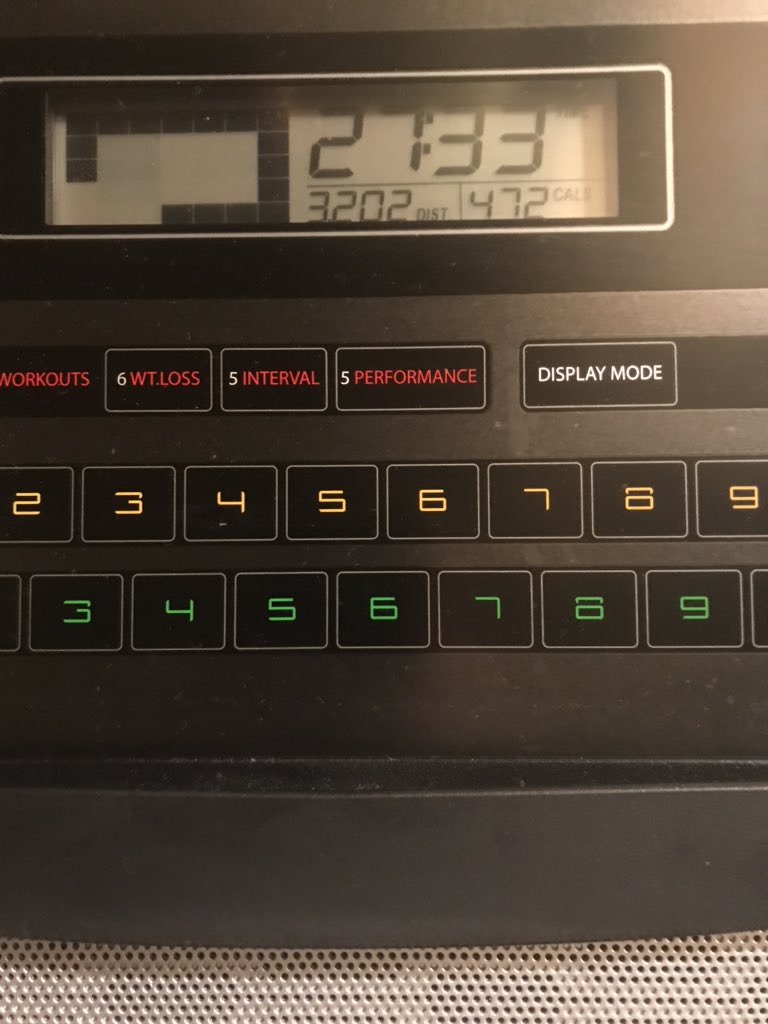 TIME
21:33
3.202 DIST 472 CALS
WORKOUTS 6 WT.LOSS 5 INTERVAL 5 PERFORMANCE DISPLAY MODE
2 3 4 5 6 7 8 9
3 4 5 6 7 8 9